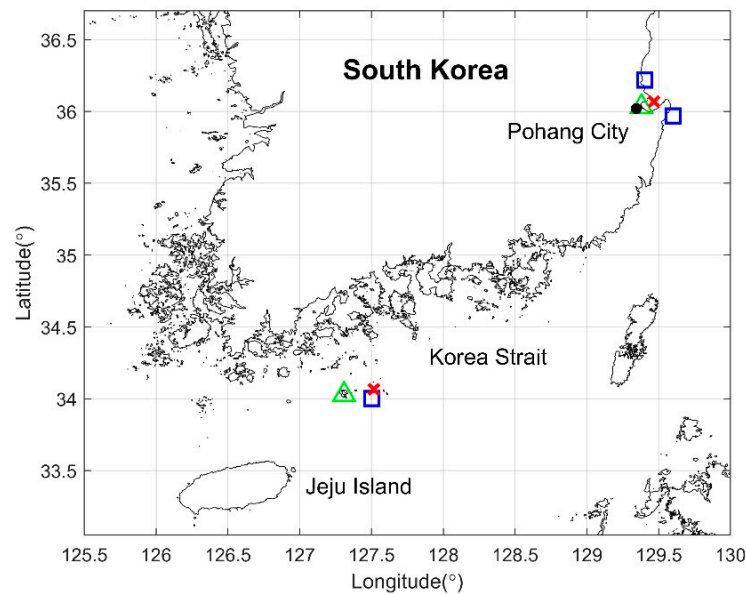 36.5
South Korea
36
Pohang City
35.5
Latitude(°)
35
34.5
Korea Strait
34
33.5
Jeju Island
125.5 126 126.5 127 127.5 128 128.5 129 129.5 130
Longitude(°)